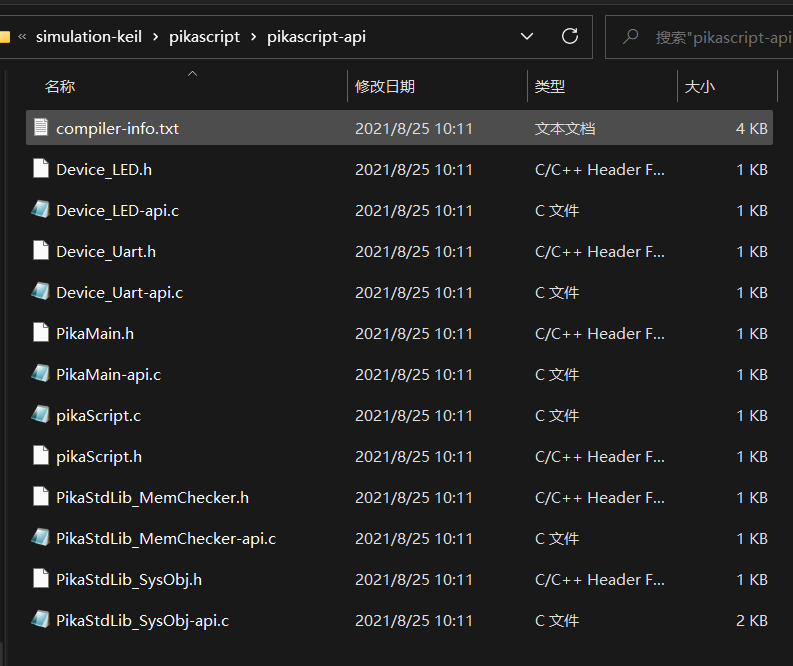 « simulation-keil › pikascript › pikascript-api 搜索"pikascript-api
名称 修改日期 类型 大小
compiler-info.txt 2021/8/25 10:11 文本文档 4 KB
Device_LED.h 2021/8/25 10:11 C/C++ Header F... 1 KB
Device_LED-api.c 2021/8/25 10:11 C 文件 1 KB
Device_Uart.h 2021/8/25 10:11 C/C++ Header F... 1 KB
Device_Uart-api.c 2021/8/25 10:11 C 文件 1 KB
PikaMain.h 2021/8/25 10:11 C/C++ Header F... 1 KB
PikaMain-api.c 2021/8/25 10:11 C 文件 1 KB
pikaScript.c 2021/8/25 10:11 C 文件 1 KB
pikaScript.h 2021/8/25 10:11 C/C++ Header F... 1 KB
PikaStdLib_MemChecker.h 2021/8/25 10:11 C/C++ Header F... 1 KB
PikaStdLib_MemChecker-api.c 2021/8/25 10:11 C 文件 1 KB
PikaStdLib_SysObj.h 2021/8/25 10:11 C/C++ Header F... 1 KB
PikaStdLib_SysObj-api.c 2021/8/25 10:11 C 文件 2 KB